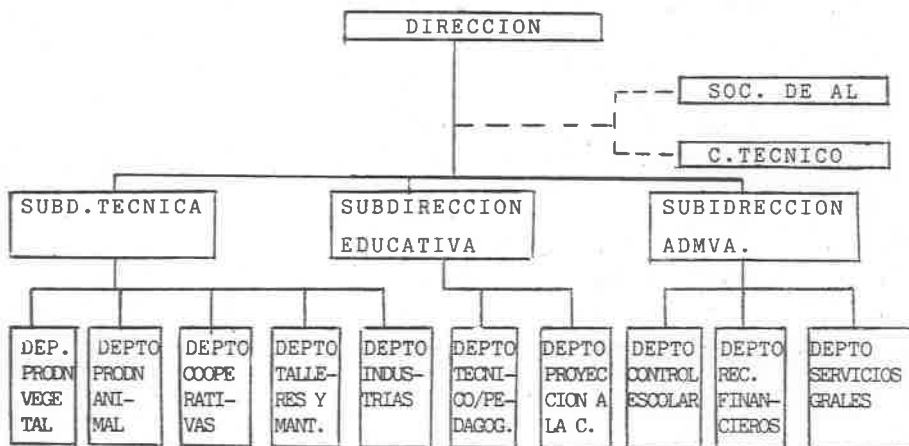 DIRECCION
SOC. DE AL
C.TECNICO
SUBD.TECNICA
SUBDIRECCION
EDUCATIVA
SUBIDRECCION
ADMVA.
DEP.
PRODN
VEGE
TAL
DEPTO
PRODN
ANI-
MAL
DEPTO
COOPE
RATI-
VAS
DEPTO
TALLE-
RES Y
MANT.
DEPTO
INDUS-
TRIAS
DEPTO
TECNI-
CO/PE-
DAGOG.
DEPTO
PROYEC
CION A
LA C.
DEPTO
CONTROL
ESCOLAR
DEPTO
REC.
FINAN-
CIEROS
DEPTO
SERVICIOS
GRALES